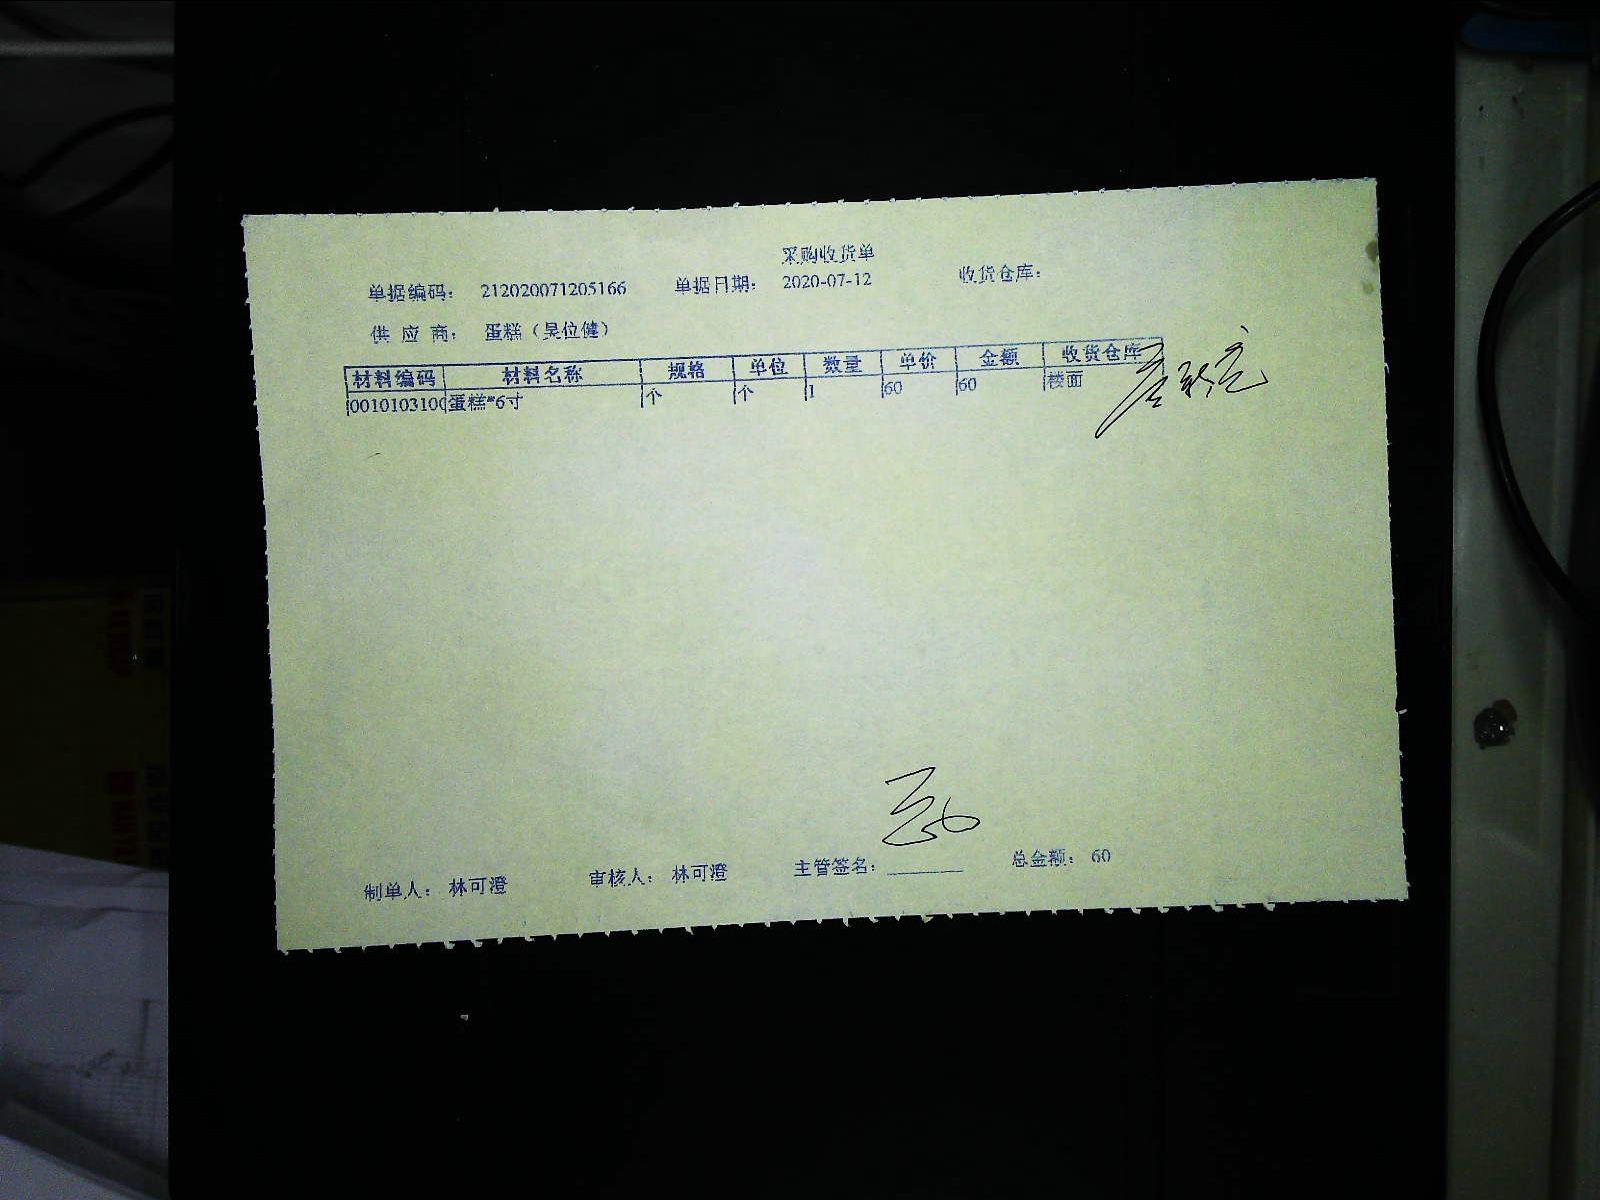 采购收货单
单据编码： 212020071205166 单据日期： 2020-07-12 收货仓库：
供 应 商： 蛋糕（吴位健）
材料编码 材料名称 规格 单位 数量 单价 金额 收货仓库
0010103100 蛋糕*6寸 个 个 1 60 60 楼面
制单人： 林可澄 审核人： 林可澄 主管签名： 总金额： 60